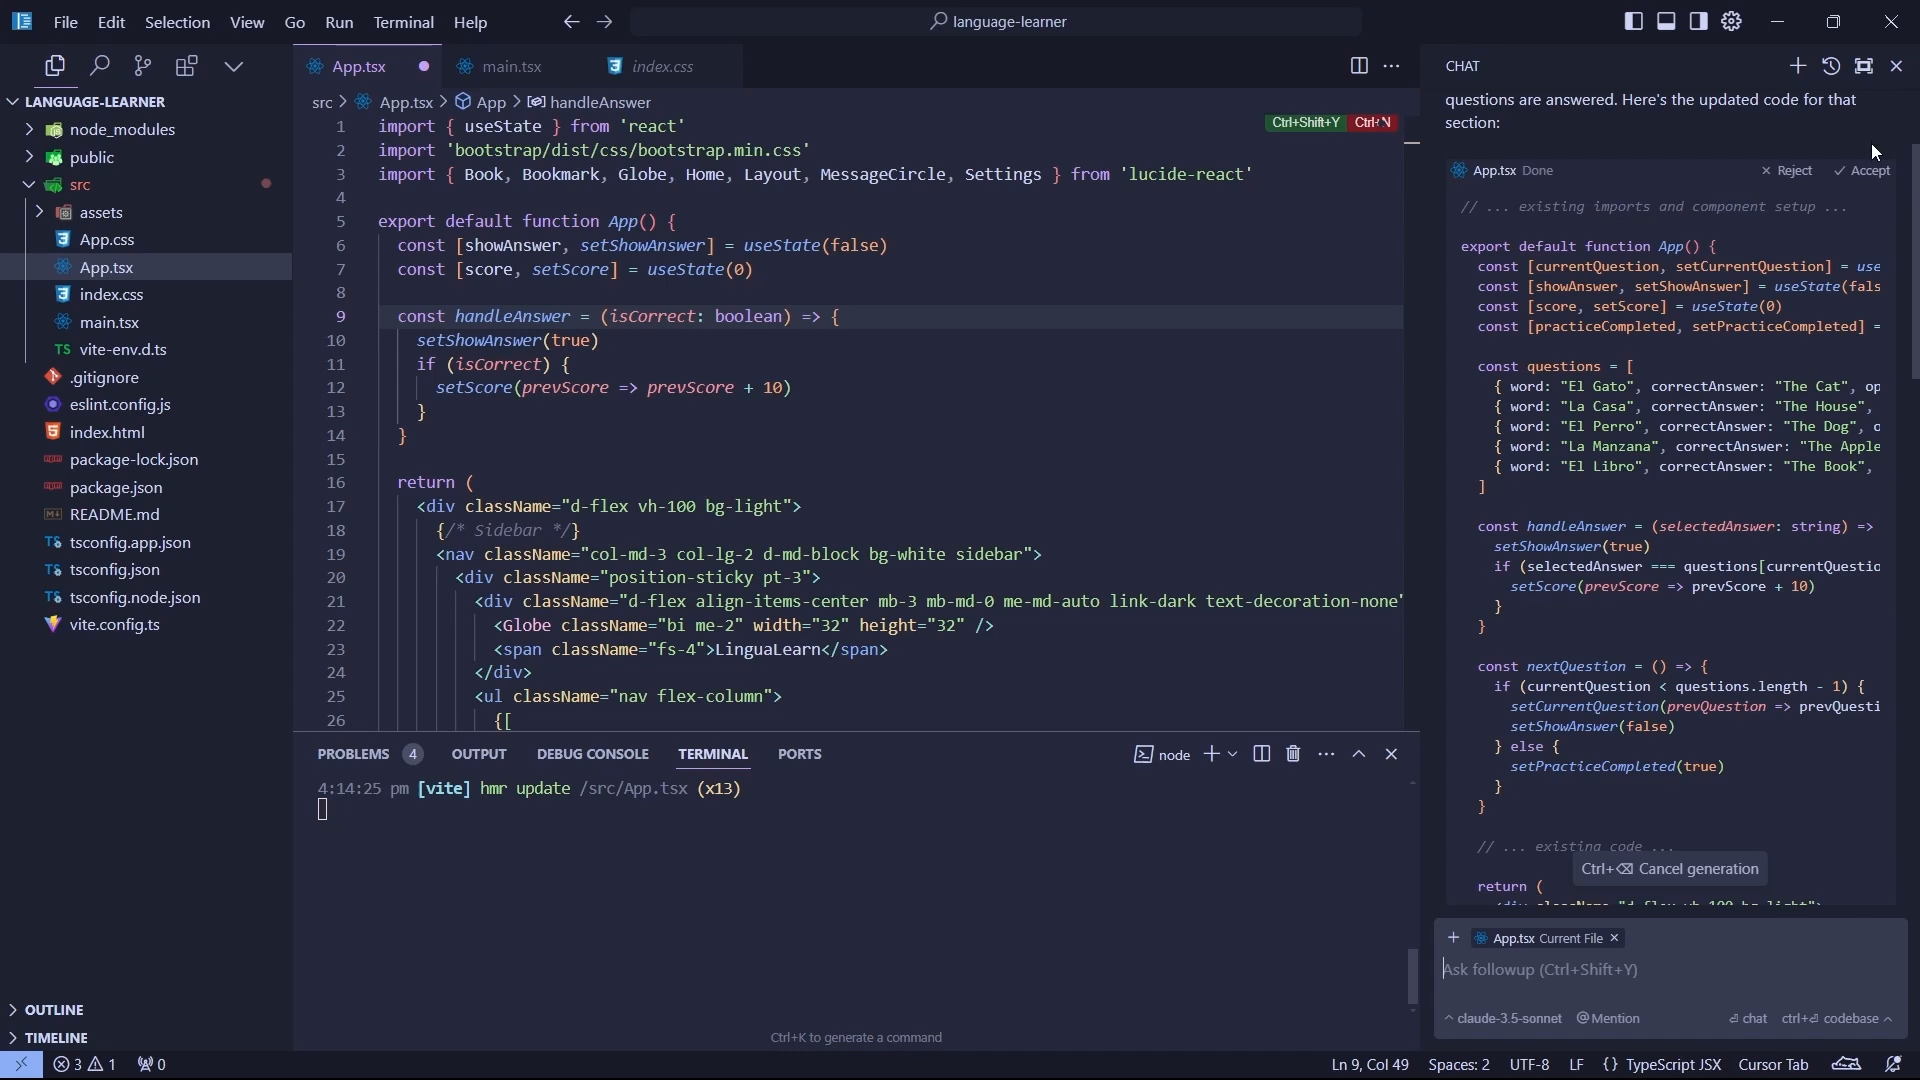 File Edit Selection View Go Run Terminal Help
language-learner
LANGUAGE-LEARNER
node_modules
public
src
assets
App.css
App.tsx
index.css
main.tsx
TS vite-env.d.ts
.gitignore
eslint.config.js
index.html
package-lock.json
package.json
README.md
TS tsconfig.app.json
TS tsconfig.json
TS tsconfig.node.json
vite.config.ts
OUTLINE
TIMELINE
App.tsx main.tsx index.css
src > App.tsx > App > handleAnswer
Ctrl+Shift+Y Ctrl+N
1 import { useState } from 'react'
2 import 'bootstrap/dist/css/bootstrap.min.css'
3 import { Book, Bookmark, Globe, Home, Layout, MessageCircle, Settings } from 'lucide-react'
4
5 export default function App() {
6 const [showAnswer, setShowAnswer] = useState(false)
7 const [score, setScore] = useState(0)
8
9 const handleAnswer = (isCorrect: boolean) => {
10 setShowAnswer(true)
11 if (isCorrect) {
12 setScore(prevScore => prevScore + 10)
13 }
14 }
15
16 return (
17 <div className="d-flex vh-100 bg-light">
18 {/* Sidebar */}
19 <nav className="col-md-3 col-lg-2 d-md-block bg-white sidebar">
20 <div className="position-sticky pt-3">
21 <div className="d-flex align-items-center mb-3 mb-md-0 me-md-auto link-dark text-decoration-none"
22 <Globe className="bi me-2" width="32" height="32" />
23 <span className="fs-4">LinguaLearn</span>
24 </div>
25 <ul className="nav flex-column">
26 {[
PROBLEMS 4 OUTPUT DEBUG CONSOLE TERMINAL PORTS
node
4:14:25 pm [vite] hmr update /src/App.tsx (x13)
Ctrl+K to generate a command
CHAT
questions are answered. Here's the updated code for that
section:
App.tsx Done × Reject ✓ Accept
// ... existing imports and component setup ...
export default function App() {
const [currentQuestion, setCurrentQuestion] = use
const [showAnswer, setShowAnswer] = useState(fals
const [score, setScore] = useState(0)
const [practiceCompleted, setPracticeCompleted] =
const questions = [
{ word: "El Gato", correctAnswer: "The Cat", op
{ word: "La Casa", correctAnswer: "The House",
{ word: "El Perro", correctAnswer: "The Dog", o
{ word: "La Manzana", correctAnswer: "The Apple
{ word: "El Libro", correctAnswer: "The Book",
]
const handleAnswer = (selectedAnswer: string) =>
setShowAnswer(true)
if (selectedAnswer === questions[currentQuestio
setScore(prevScore => prevScore + 10)
}
}
const nextQuestion = () => {
if (currentQuestion < questions.length - 1) {
setCurrentQuestion(prevQuestion => prevQuesti
setShowAnswer(false)
} else {
setPracticeCompleted(true)
}
}
// ... existing code ...
Ctrl+⌫ Cancel generation
return (
+ App.tsx Current File ×
Ask followup (Ctrl+Shift+Y)
claude-3.5-sonnet @ Mention chat ctrl+⏎ codebase
3 1 0
Ln 9, Col 49 Spaces: 2 UTF-8 LF {} TypeScript JSX Cursor Tab